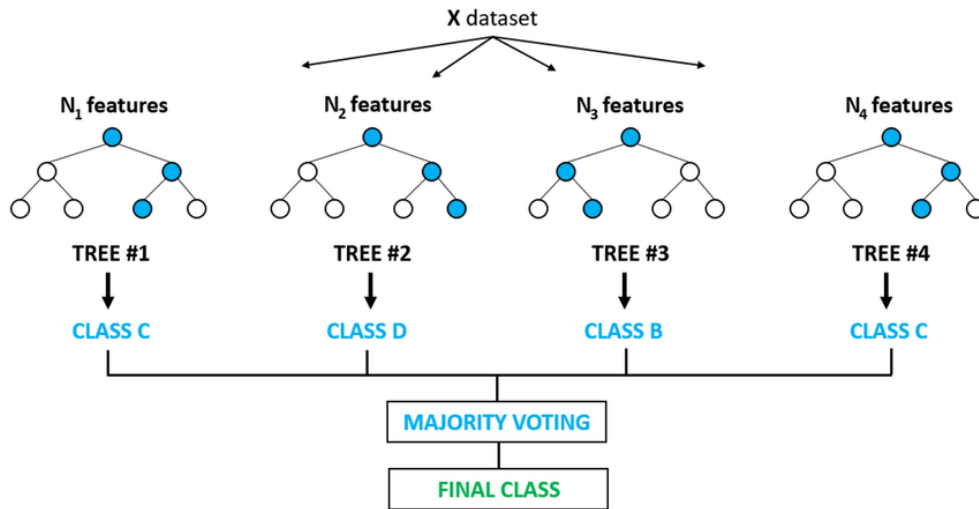 X dataset
N1 features
N2 features
N3 features
N4 features
TREE #1
TREE #2
TREE #3
TREE #4
CLASS C
CLASS D
CLASS B
CLASS C
MAJORITY VOTING
FINAL CLASS